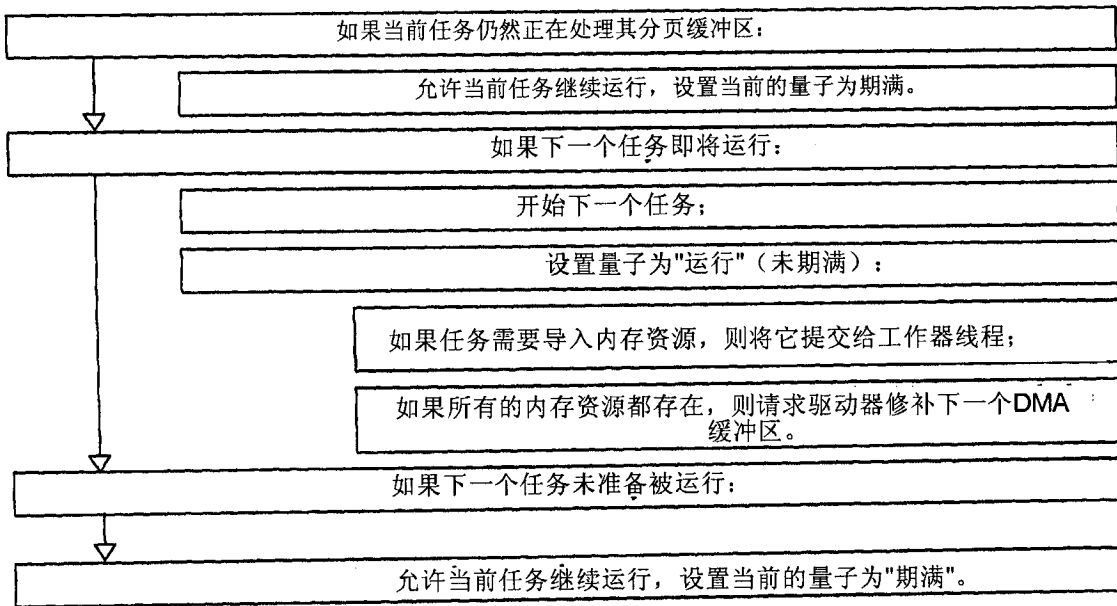 如果当前任务仍然正在处理其分页缓冲区：
允许当前任务继续运行，设置当前的量子为期满。
如果下一个任务即将运行：
开始下一个任务；
设置量子为"运行"（未期满）：
如果任务需要导入内存资源，则将它提交给工作器线程；
如果所有的内存资源都存在，则请求驱动器修补下一个DMA
缓冲区。
如果下一个任务未准备被运行：
允许当前任务继续运行，设置当前的量子为"期满"。